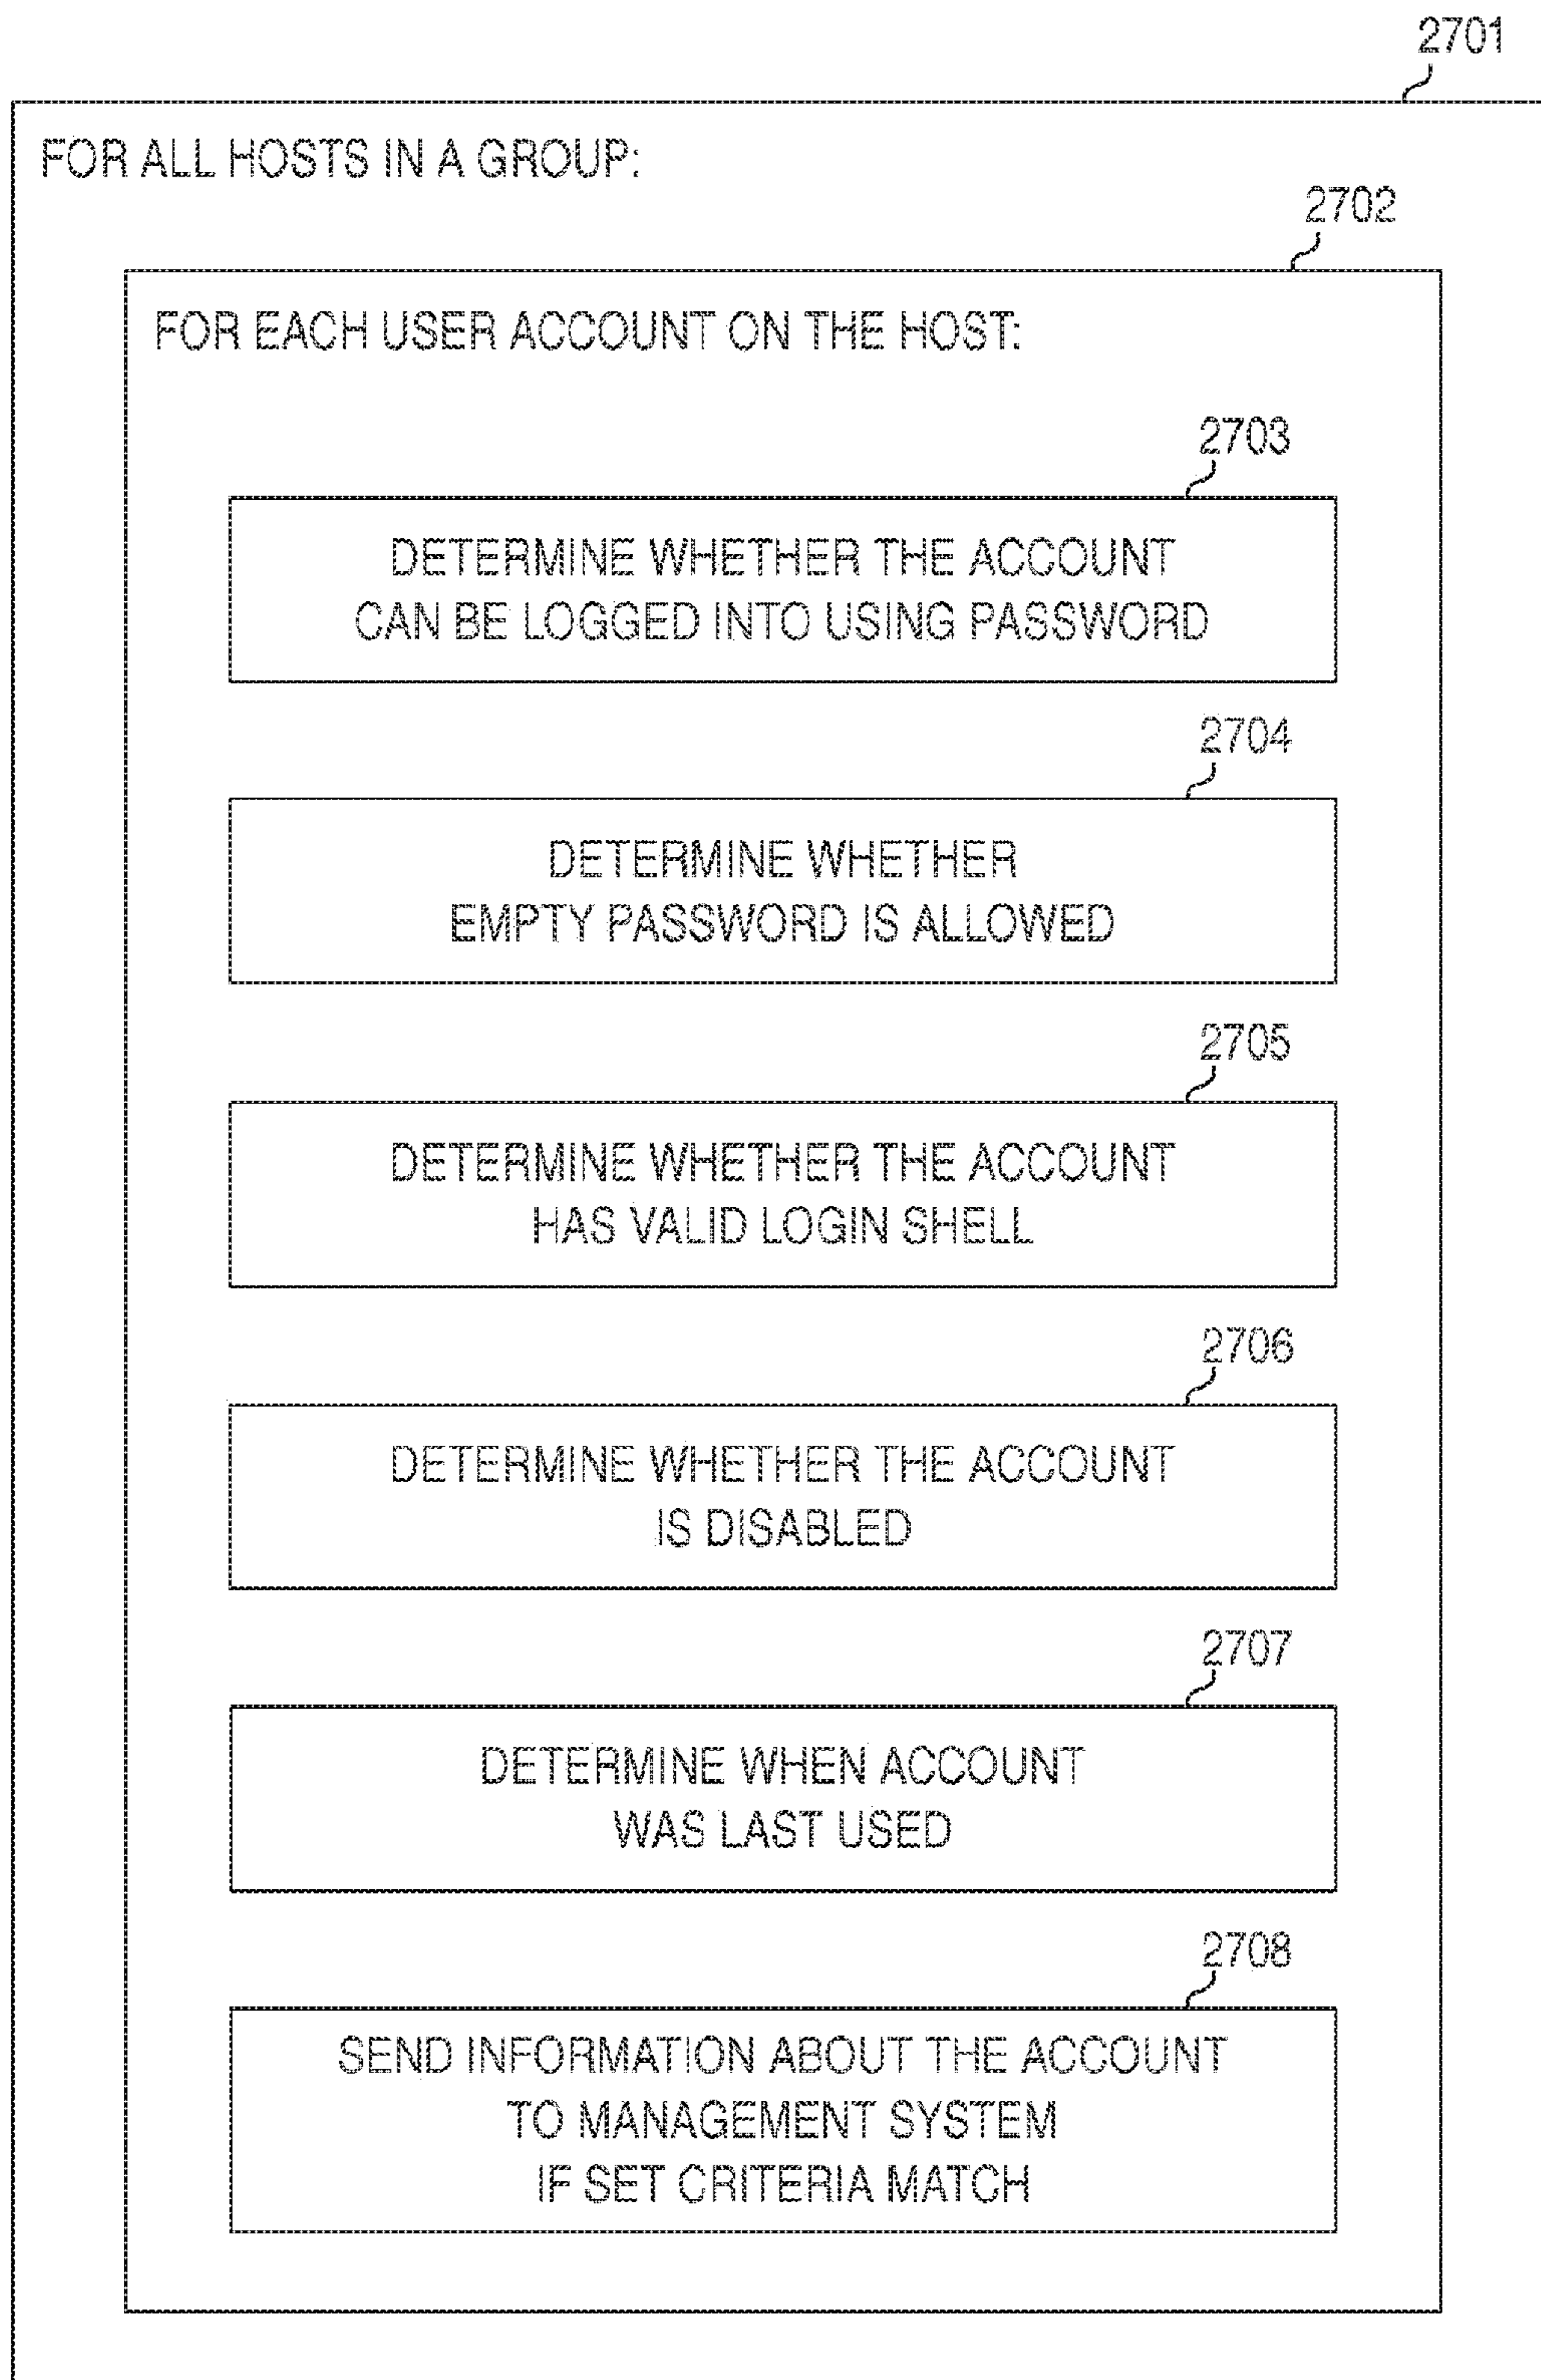 2701
FOR ALL HOSTS IN A GROUP:
2702
FOR EACH USER ACCOUNT ON THE HOST:
2703
DETERMINE WHETHER THE ACCOUNT
CAN BE LOGGED INTO USING PASSWORD
2704
DETERMINE WHETHER
EMPTY PASSWORD IS ALLOWED
2705
DETERMINE WHETHER THE ACCOUNT
HAS VALID LOGIN SHELL
2706
DETERMINE WHETHER THE ACCOUNT
IS DISABLED
2707
DETERMINE WHEN ACCOUNT
WAS LAST USED
2708
SEND INFORMATION ABOUT THE ACCOUNT
TO MANAGEMENT SYSTEM
IF SET CRITERIA MATCH